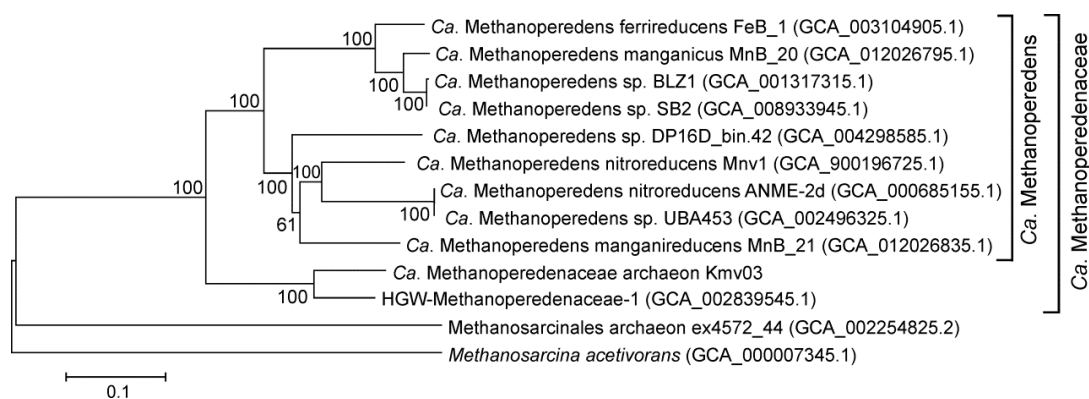 100
Ca. Methanoperedens ferrireducens FeB_1 (GCA_003104905.1)
Ca. Methanoperedens manganicus MnB_20 (GCA_012026795.1)
100
Ca. Methanoperedens sp. BLZ1 (GCA_001317315.1)
100
100
Ca. Methanoperedens sp. SB2 (GCA_008933945.1)
Ca. Methanoperedens sp. DP16D_bin.42 (GCA_004298585.1)
Ca. Methanoperedens nitroreducens Mnv1 (GCA_900196725.1)
100
100
100
Ca. Methanoperedens nitroreducens ANME-2d (GCA_000685155.1)
100
Ca. Methanoperedens sp. UBA453 (GCA_002496325.1)
61
Ca. Methanoperedens manganireducens MnB_21 (GCA_012026835.1)
Ca. Methanoperedenaceae archaeon Kmv03
100
HGW-Methanoperedenaceae-1 (GCA_002839545.1)
Methanosarcinales archaeon ex4572_44 (GCA_002254825.2)
Methanosarcina acetivorans (GCA_000007345.1)
0.1
Ca. Methanoperedens
Ca. Methanoperedenaceae